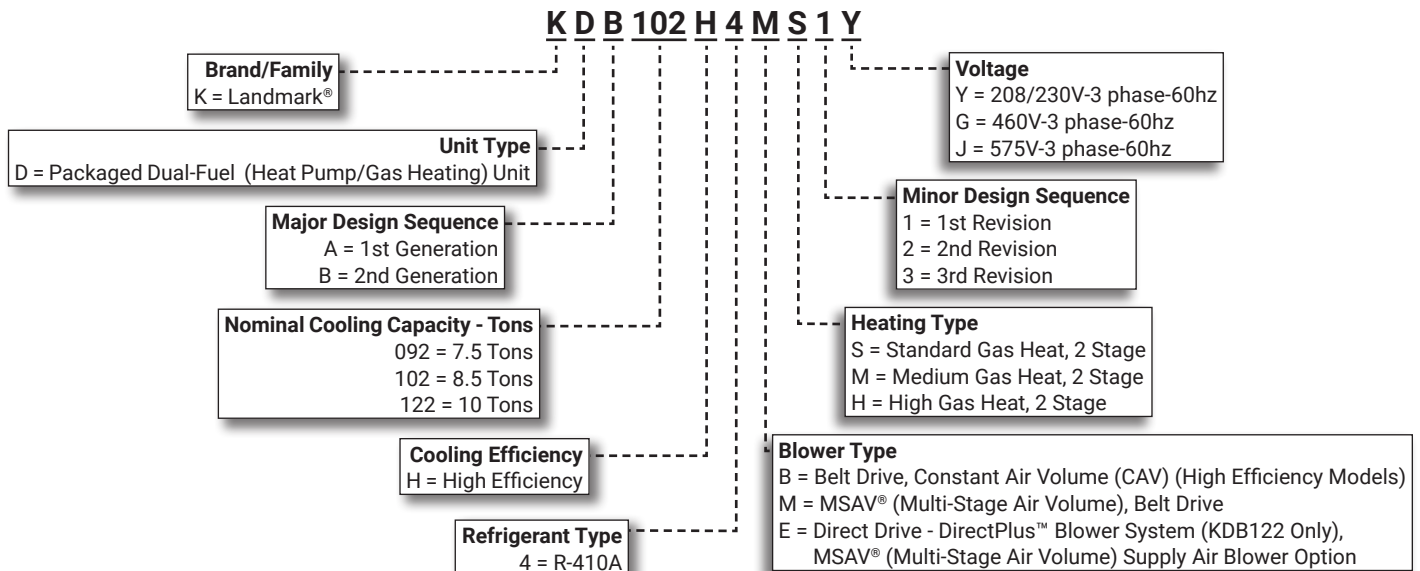 K D B 102 H 4 M S 1 Y
Brand/Family
K = Landmark®
Unit Type
D = Packaged Dual-Fuel (Heat Pump/Gas Heating) Unit
Major Design Sequence
A = 1st Generation
B = 2nd Generation
Nominal Cooling Capacity - Tons
092 = 7.5 Tons
102 = 8.5 Tons
122 = 10 Tons
Cooling Efficiency
H = High Efficiency
Refrigerant Type
4 = R-410A
Voltage
Y = 208/230V-3 phase-60hz
G = 460V-3 phase-60hz
J = 575V-3 phase-60hz
Minor Design Sequence
1 = 1st Revision
2 = 2nd Revision
3 = 3rd Revision
Heating Type
S = Standard Gas Heat, 2 Stage
M = Medium Gas Heat, 2 Stage
H = High Gas Heat, 2 Stage
Blower Type
B = Belt Drive, Constant Air Volume (CAV) (High Efficiency Models)
M = MSAV® (Multi-Stage Air Volume), Belt Drive
E = Direct Drive - DirectPlus™ Blower System (KDB122 Only),
MSAV® (Multi-Stage Air Volume) Supply Air Blower Option